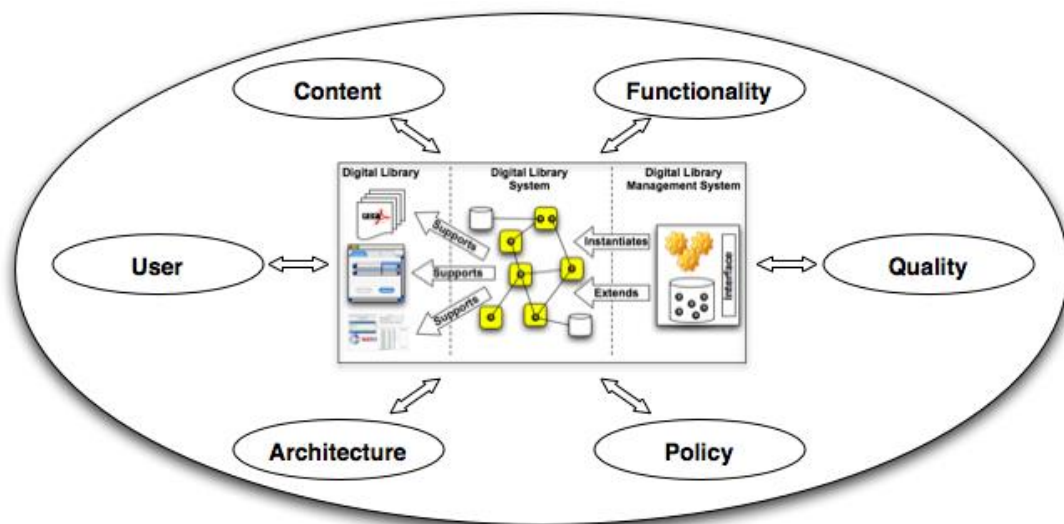 Content
Functionality
Digital Library
Digital Library
System
Digital Library
Management System
Supports
Instantiates
User
Supports
Interface
Quality
Extends
Supports
Architecture
Policy